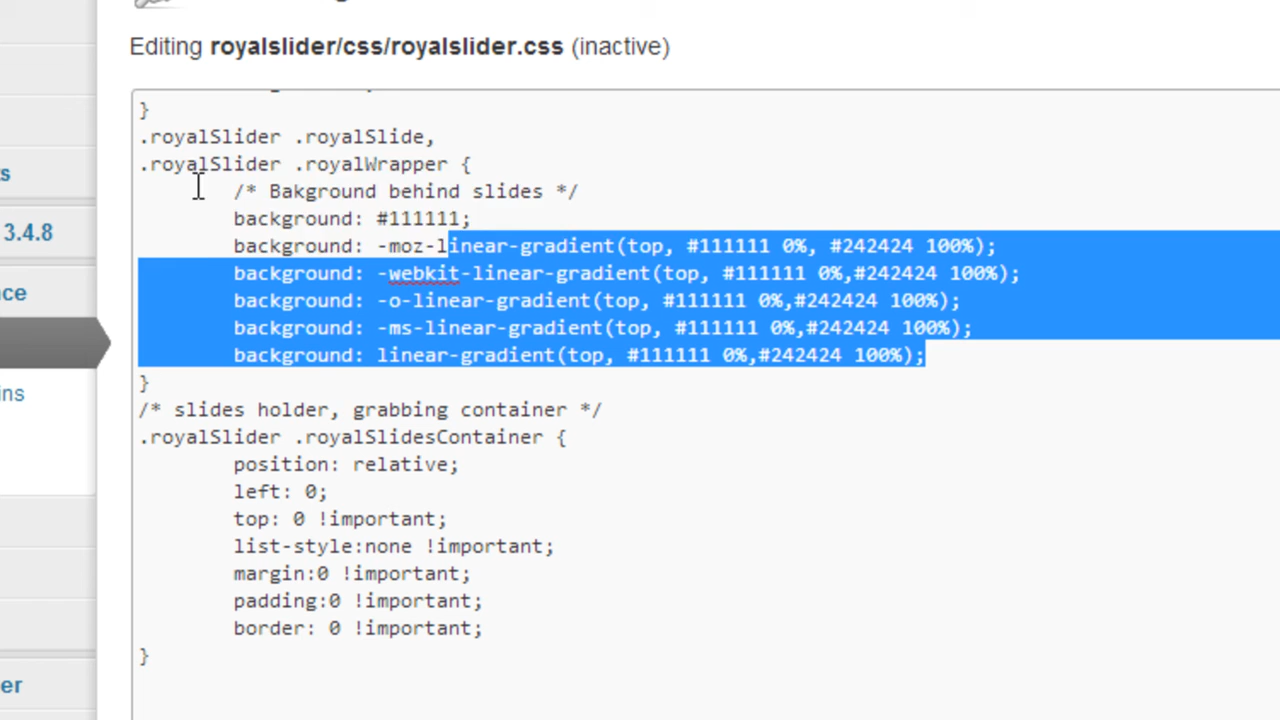 Editing royalslider/css/royalslider.css (inactive)
}
.royalSlider .royalSlide,
.royalSlider .royalWrapper {
/* Bakground behind slides */
background: #111111;
background: -moz-linear-gradient(top, #111111 0%, #242424 100%);
background: -webkit-linear-gradient(top, #111111 0%,#242424 100%);
background: -o-linear-gradient(top, #111111 0%,#242424 100%);
background: -ms-linear-gradient(top, #111111 0%,#242424 100%);
background: linear-gradient(top, #111111 0%,#242424 100%);
}
/* slides holder, grabbing container */
.royalSlider .royalSlidesContainer {
position: relative;
left: 0;
top: 0 !important;
list-style:none !important;
margin:0 !important;
padding:0 !important;
border: 0 !important;
}
s
3.4.8
nce
ins
er